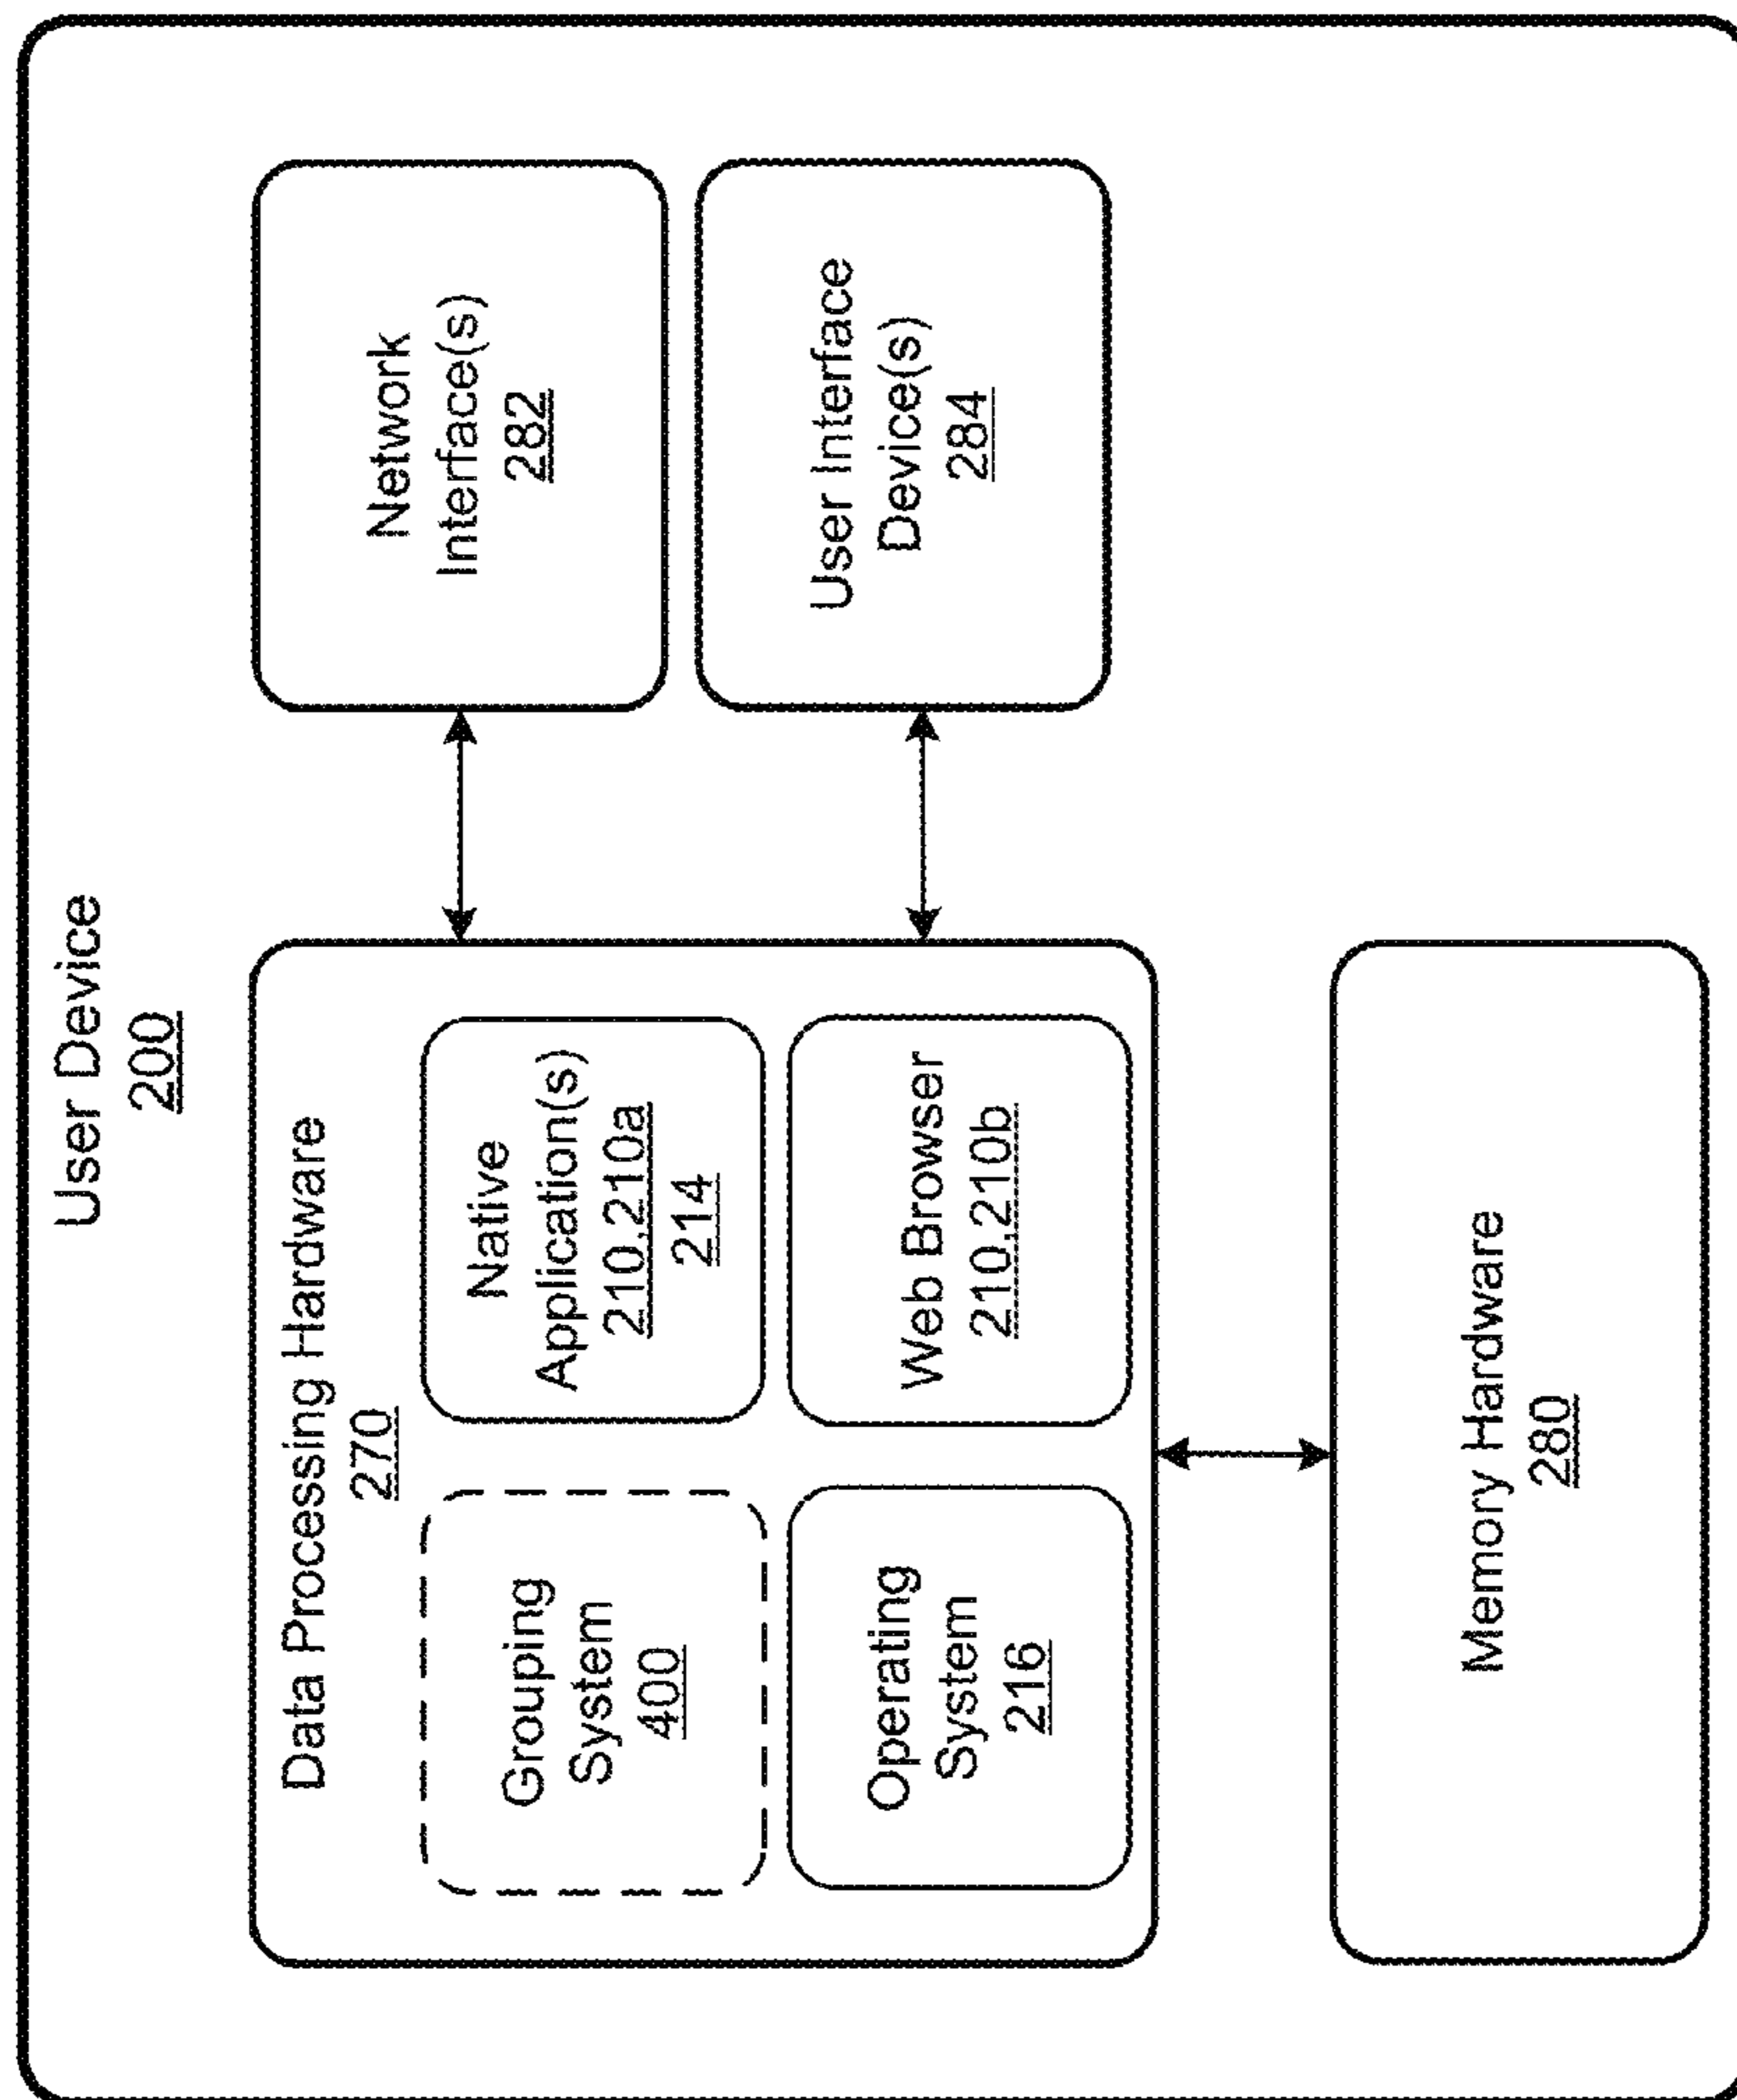 User Device
200
Data Processing Hardware
270
Grouping
System
400
Native
Application(s)
210,210a
214
Operating
System
216
Web Browser
210,210b
Network
Interface(s)
282
User Interface
Device(s)
284
Memory Hardware
280